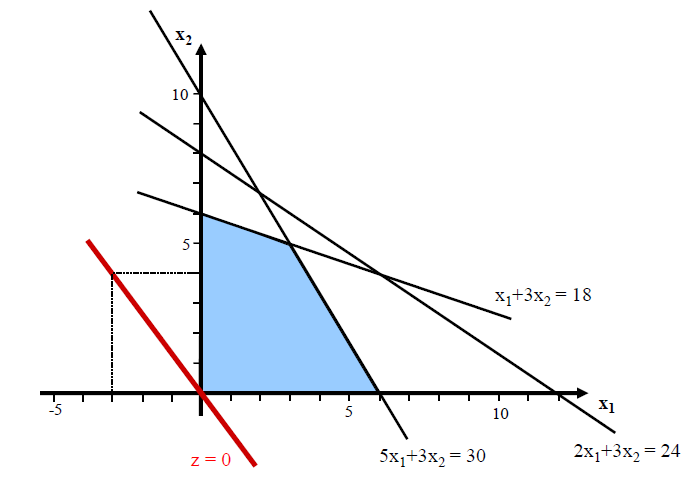 x₂
10
5
x₁+3x₂ = 18
-5
5
10
x₁
z = 0
5x₁+3x₂ = 30
2x₁+3x₂ = 24